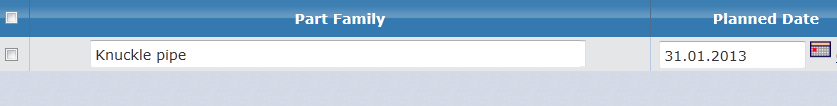 Part Family Planned Date
Knuckle pipe 31.01.2013